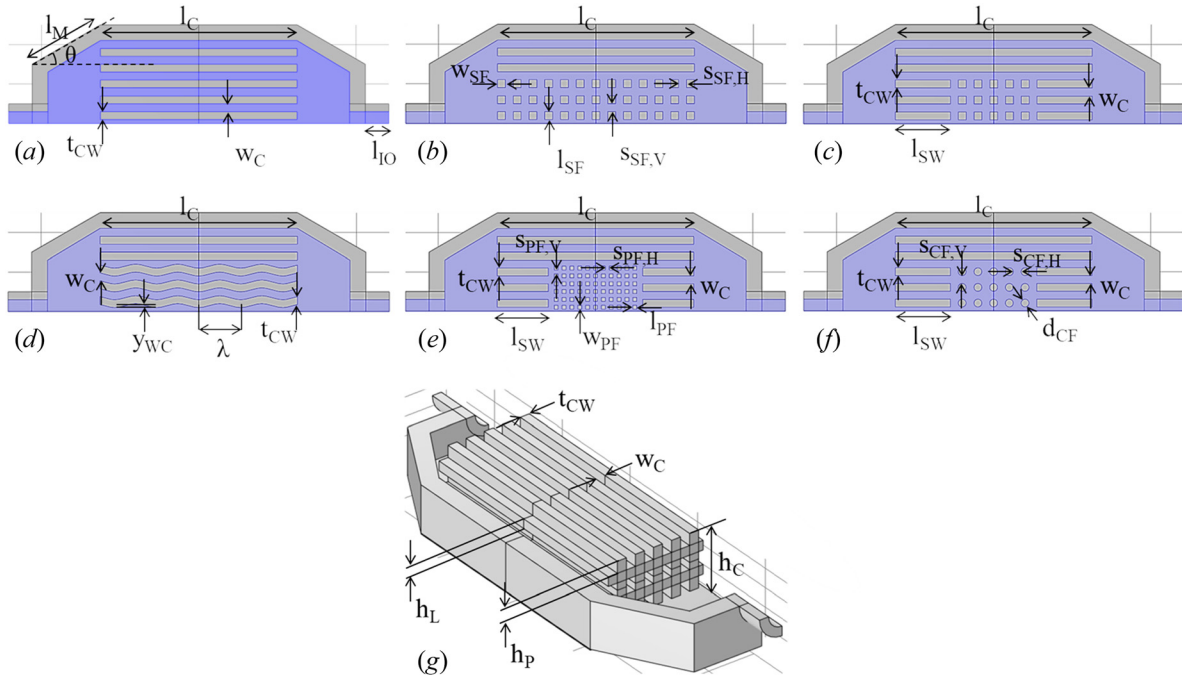 l_M
l_C
θ
t_CW
w_C
l_IO
(a)
l_C
w_SF
s_SF,H
l_SF
s_SF,V
(b)
l_C
t_CW
w_C
l_SW
(c)
l_C
w_C
y_WC
λ
t_CW
(d)
l_C
s_PF,V
s_PF,H
t_CW
w_C
l_SW
w_PF
l_PF
(e)
l_C
s_CF,V
s_CF,H
t_CW
w_C
l_SW
d_CF
(f)
t_CW
w_C
h_C
h_L
h_P
(g)